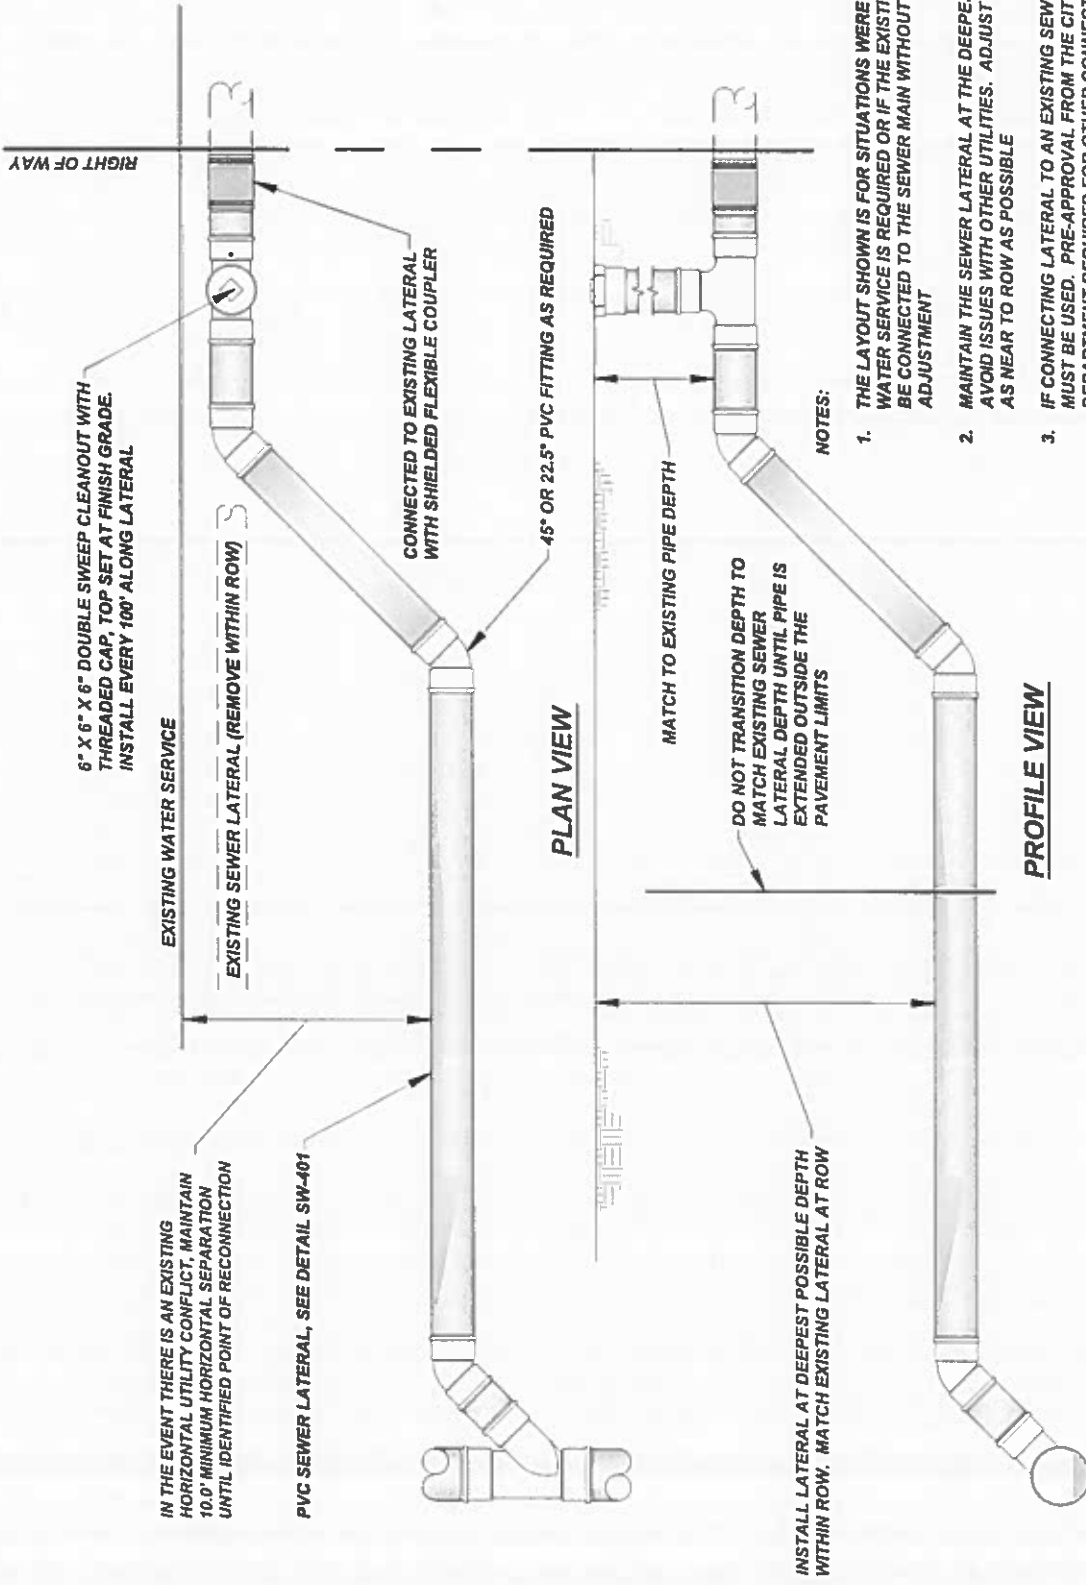 RIGHT OF WAY
6" X 6" X 6" DOUBLE SWEEP CLEANOUT WITH
THREADED CAP, TOP SET AT FINISH GRADE.
INSTALL EVERY 100' ALONG LATERAL
EXISTING WATER SERVICE
EXISTING SEWER LATERAL (REMOVE WITHIN ROW)
IN THE EVENT THERE IS AN EXISTING
HORIZONTAL UTILITY CONFLICT, MAINTAIN
10.0' MINIMUM HORIZONTAL SEPARATION
UNTIL IDENTIFIED POINT OF RECONNECTION
PVC SEWER LATERAL, SEE DETAIL SW-401
CONNECTED TO EXISTING LATERAL
WITH SHIELDED FLEXIBLE COUPLER
45° OR 22.5° PVC FITTING AS REQUIRED
PLAN VIEW
MATCH TO EXISTING PIPE DEPTH
DO NOT TRANSITION DEPTH TO
MATCH EXISTING SEWER
LATERAL DEPTH UNTIL PIPE IS
EXTENDED OUTSIDE THE
PAVEMENT LIMITS
INSTALL LATERAL AT DEEPEST POSSIBLE DEPTH
WITHIN ROW. MATCH EXISTING LATERAL AT ROW
PROFILE VIEW
NOTES:
1. THE LAYOUT SHOWN IS FOR SITUATIONS WERE
WATER SERVICE IS REQUIRED OR IF THE
BE CONNECTED TO THE SEWER MAIN WITHOUT
ADJUSTMENT
2. MAINTAIN THE SEWER LATERAL AT THE
AVOID ISSUES WITH OTHER UTILITIES. ADJUST
AS NEAR TO ROW AS POSSIBLE
3. IF CONNECTING LATERAL TO AN EXISTING
MUST BE USED. PRE-APPROVAL FROM THE